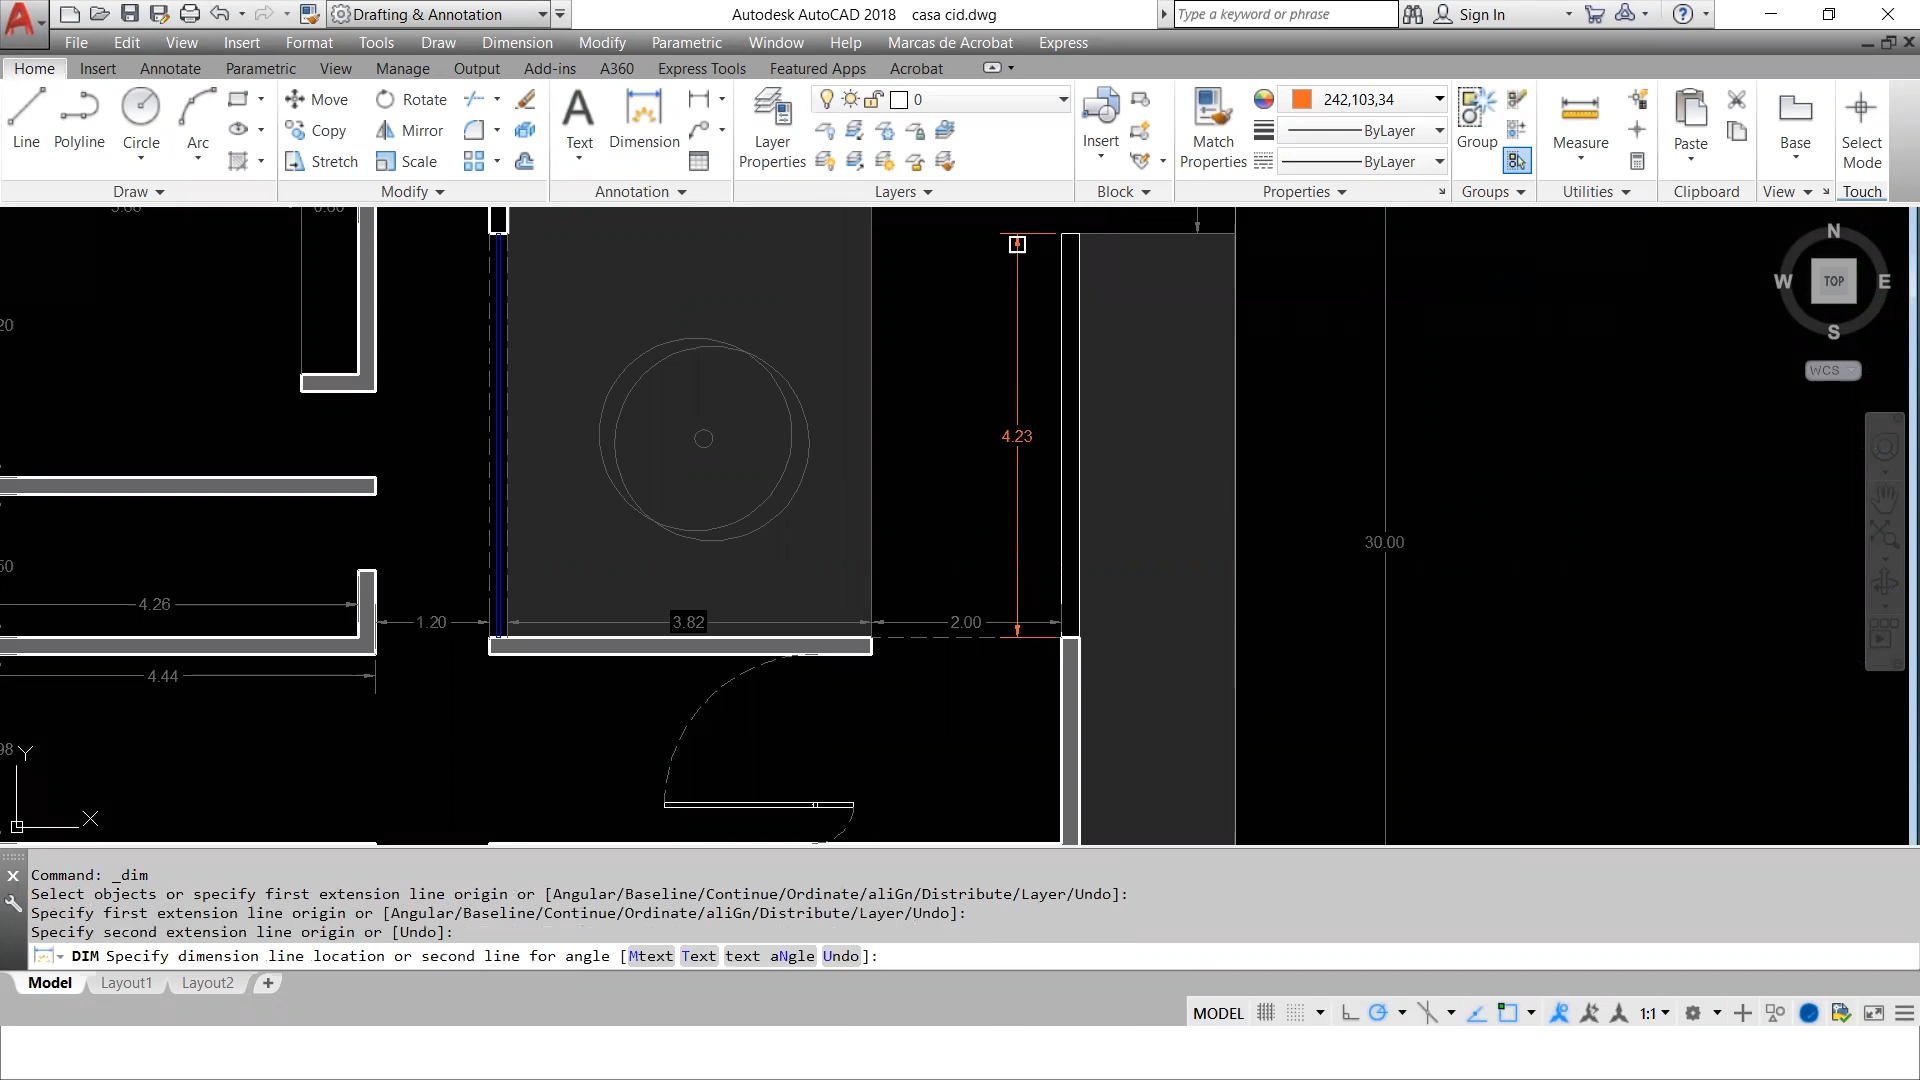 Drafting & Annotation
Autodesk AutoCAD 2018 casa cid.dwg
Type a keyword or phrase
Sign In
File Edit View Insert Format Tools Draw Dimension Modify Parametric Window Help Marcas de Acrobat Express
Home Insert Annotate Parametric View Manage Output Add-ins A360 Express Tools Featured Apps Acrobat
Line Polyline Circle Arc
Move Rotate
Copy Mirror
Stretch Scale
Text Dimension
Layer Properties
0
Insert
Match Properties
242,103,34
ByLayer
ByLayer
Group
Measure
Paste
Base
Select Mode
Draw Modify Annotation Layers Block Properties Groups Utilities Clipboard View Touch
N
W TOP E
S
WCS
20
4.23
30.00
50
4.26
1.20
3.82
2.00
4.44
98
Y
X
Command: _dim
Select objects or specify first extension line origin or [Angular/Baseline/Continue/Ordinate/aliGn/Distribute/Layer/Undo]:
Specify first extension line origin or [Angular/Baseline/Continue/Ordinate/aliGn/Distribute/Layer/Undo]:
Specify second extension line origin or [Undo]:
DIM Specify dimension line location or second line for angle [Mtext Text text aNgle Undo]:
Model Layout1 Layout2 +
MODEL 1:1